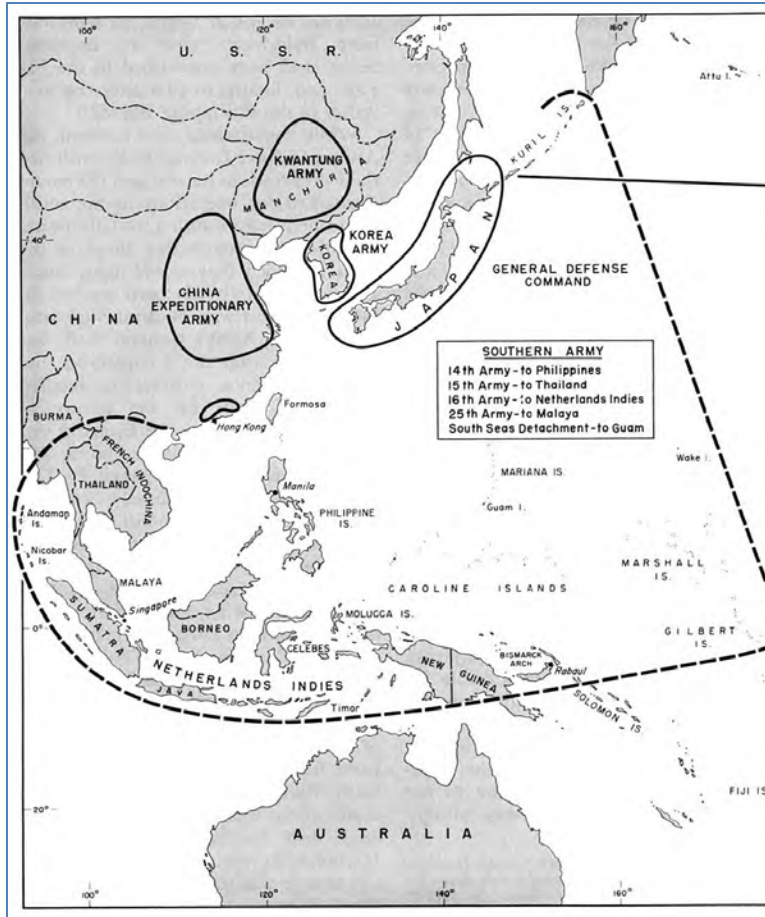 100°
120°
140°
160°
U. S. S. R.
Attu I.
KURIL IS.
KWANTUNG
ARMY
MANCHURIA
40°
KOREA
ARMY
KOREA
JAPAN
GENERAL DEFENSE
COMMAND
CHINA
EXPEDITIONARY
ARMY
CHINA
SOUTHERN ARMY
14th Army-to Philippines
15th Army-to Thailand
16th Army-to Netherlands Indies
25th Army-to Malaya
South Seas Detachment-to Guam
BURMA
Formosa
Hong Kong
FRENCH INDOCHINA
THAILAND
Wake I.
MARIANA IS.
Manila
Guam I.
PHILIPPINE
IS.
Andaman
Is.
Nicobar
Is.
MALAYA
MARSHALL
IS.
CAROLINE ISLANDS
Singapore
SUMATRA
MOLUCCA IS.
0°
BORNEO
CELEBES
GILBERT
IS.
BISMARCK
ARCH
Rabaul
NEW
GUINEA
NETHERLANDS INDIES
JAVA
Timor
SOLOMON IS.
FIJI IS.
20°
AUSTRALIA
100°
120°
140°
160°